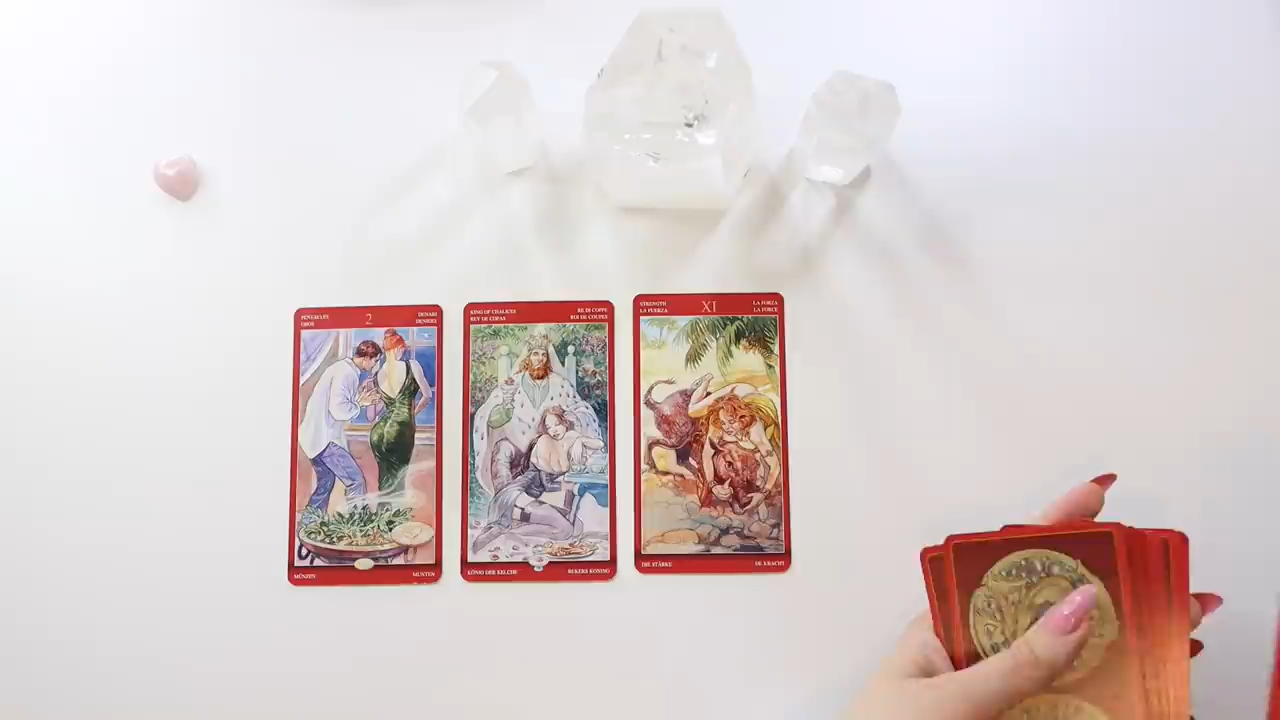 PENTACLES
OROS
2
DENARI
DENIERS
MÜNZEN
MUNTEN
KING OF CHALICES
REY DE COPAS
RE DI COPPE
ROI DE COUPES
KÖNIG DER KELCHE
BEKERS KONING
STRENGTH
LA FUERZA
XI
LA FORZA
LA FORCE
DIE STÄRKE
DE KRACHT